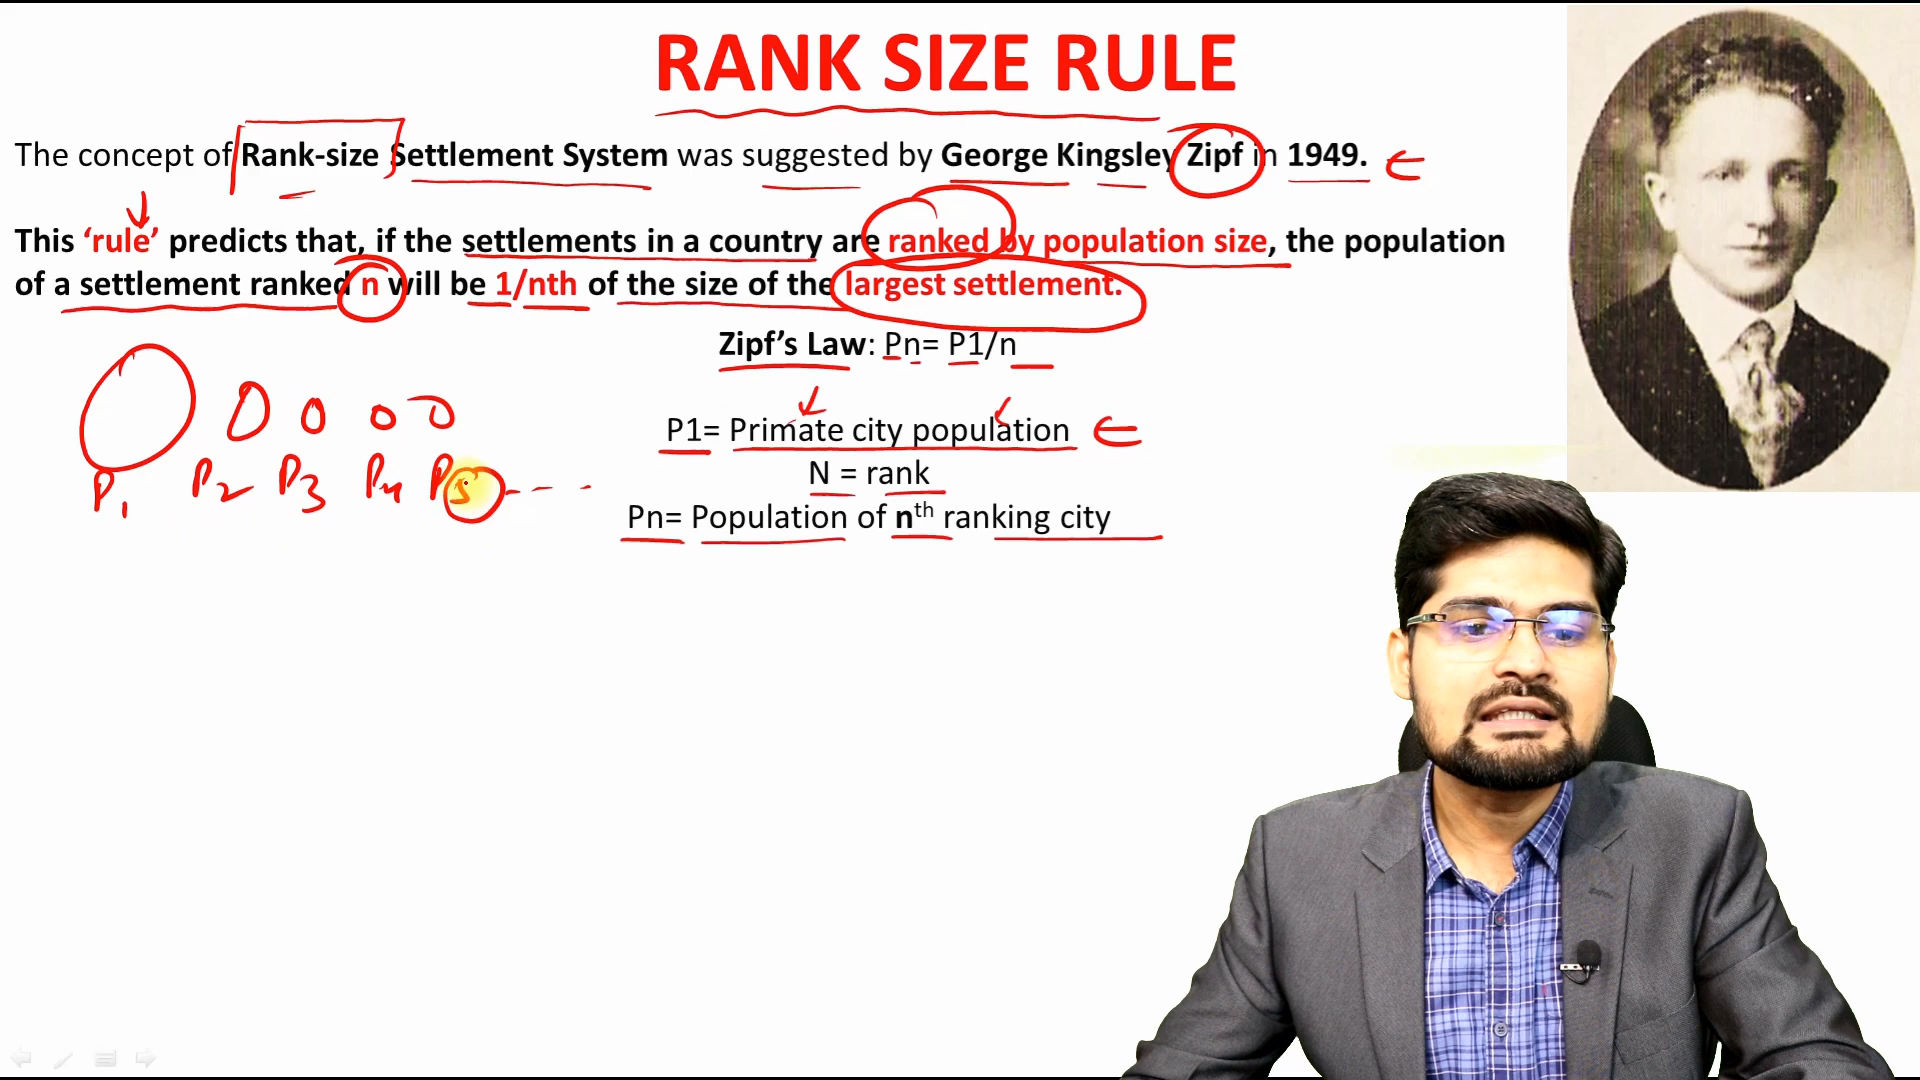 RANK SIZE RULE
The concept of Rank-size Settlement System was suggested by George Kingsley Zipf in 1949.
This ‘rule’ predicts that, if the settlements in a country are ranked by population size, the population
of a settlement ranked n will be 1/nth of the size of the largest settlement.
Zipf’s Law: Pn= P1/n
P1= Primate city population
N = rank
Pn= Population of nth ranking city
P1 P2 P3 P4 P5 ----